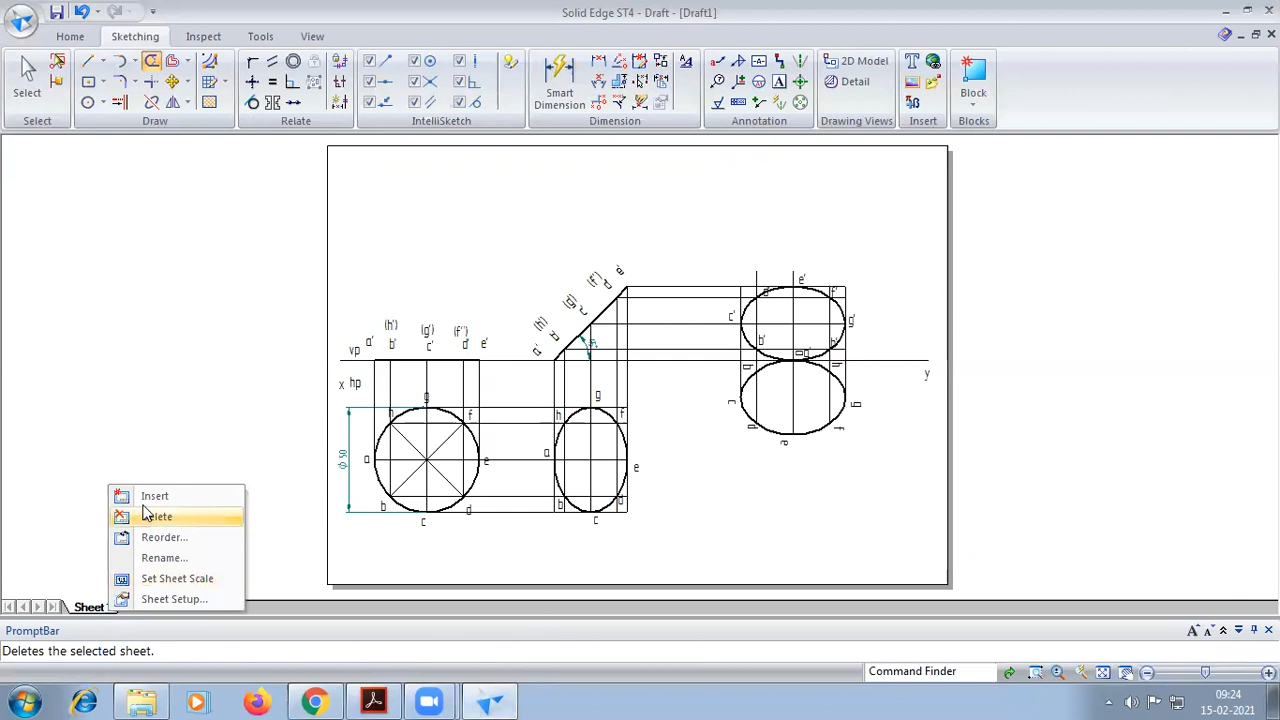 Solid Edge ST4 - Draft - [Draft1]
Home Sketching Inspect Tools View
Select
Smart Dimension
2D Model
Detail
Block
Select Draw Relate IntelliSketch Dimension Annotation Drawing Views Insert Blocks
e'
(f')
d
(g')
c
(h')
b
a'
e'
d'
f'
c'
g'
b'
h'
a'
(h') (g') (f')
vp a' b' c' d' e'
x hp
y
g g
h f h f
a e a e
b d b d
c c
b h
c g
d f
e
ϕ 50
Insert
Delete
Reorder...
Rename...
Set Sheet Scale
Sheet Setup...
Sheet
PromptBar
Deletes the selected sheet.
Command Finder
09:24
15-02-2021